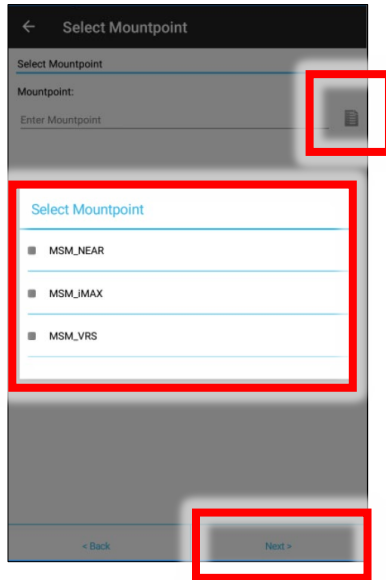 Select Mountpoint
Select Mountpoint
Mountpoint:
Enter Mountpoint
Select Mountpoint
MSM_NEAR
MSM_iMAX
MSM_VRS
< Back Next >